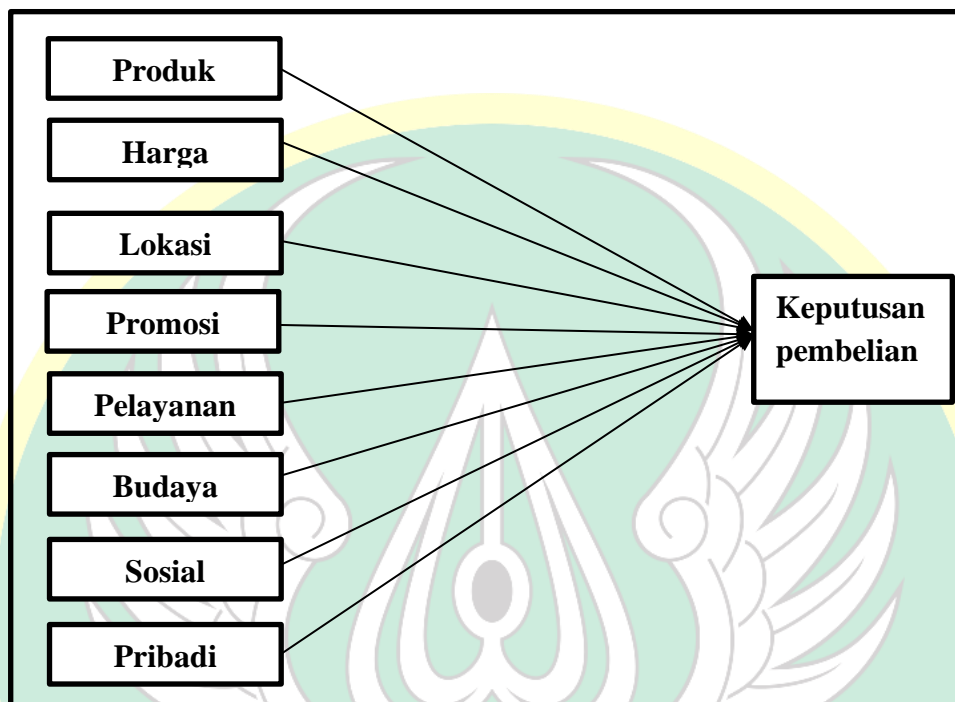 Produk
Harga
Lokasi
Promosi
Pelayanan
Budaya
Sosial
Pribadi
Keputusan
pembelian